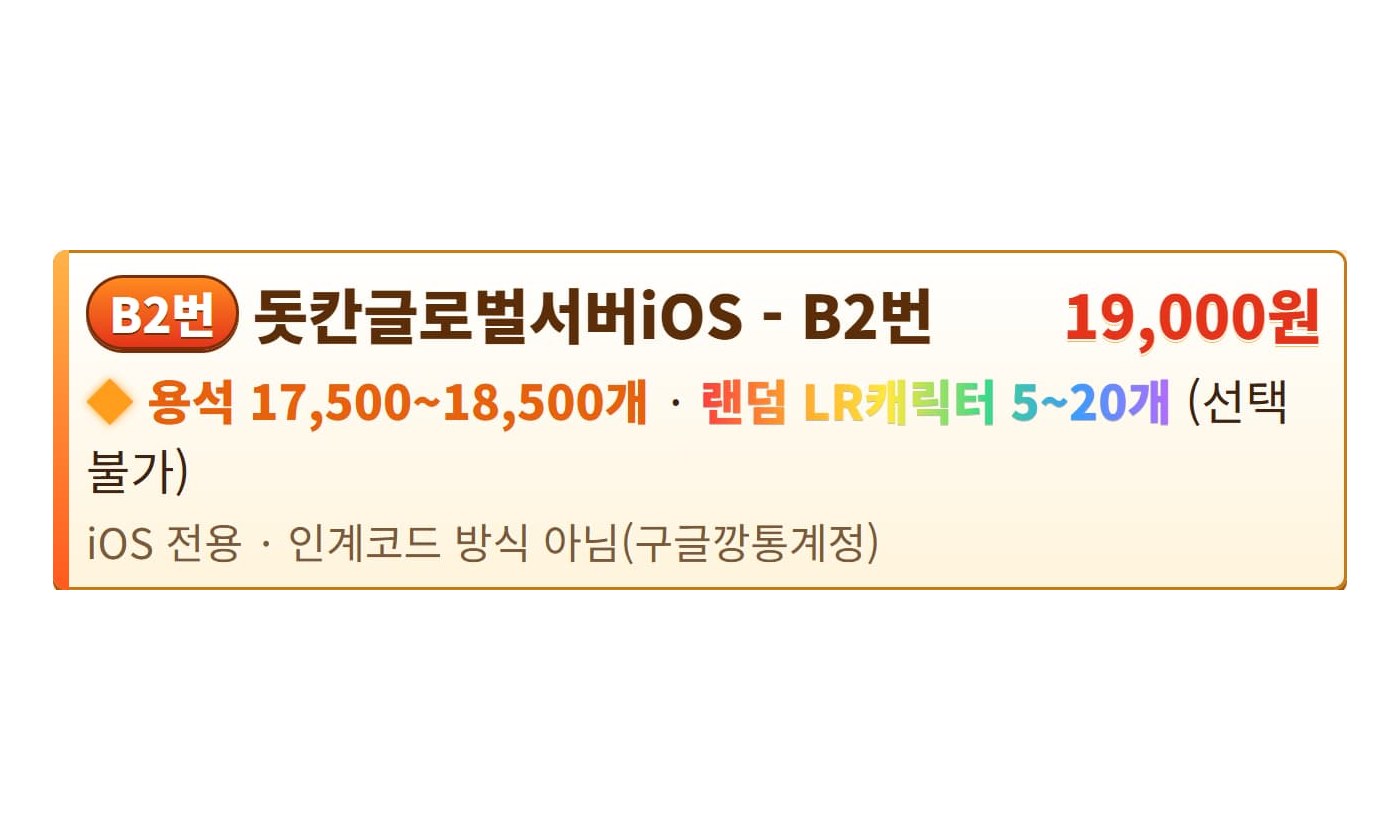 B2번 돗칸글로벌서버iOS - B2번 19,000원
🔶 용석 17,500~18,500개 · 랜덤 LR캐릭터 5~20개 (선택
불가)
iOS 전용 · 인계코드 방식 아님(구글깡통계정)